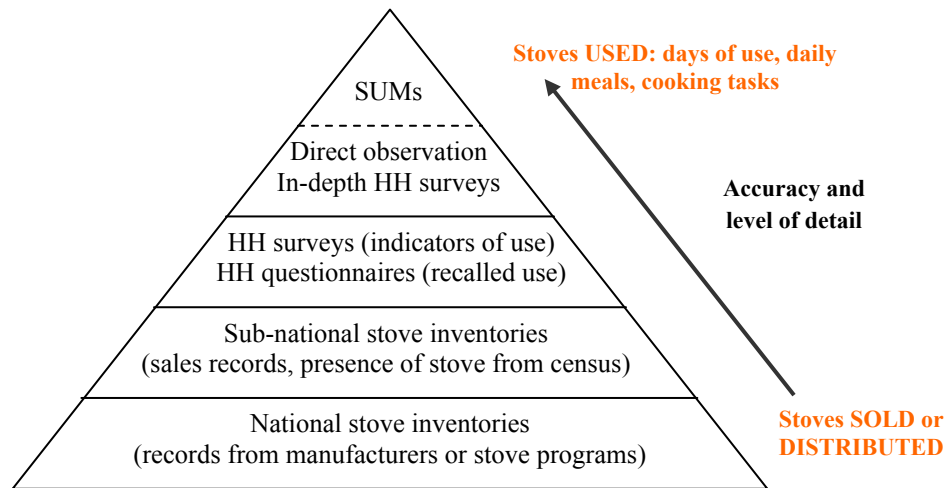 Stoves USED: days of use, daily
meals, cooking tasks
SUMs
Direct observation
In-depth HH surveys
Accuracy and
level of detail
HH surveys (indicators of use)
HH questionnaires (recalled use)
Sub-national stove inventories
(sales records, presence of stove from census)
National stove inventories
(records from manufacturers or stove programs)
Stoves SOLD or
DISTRIBUTED